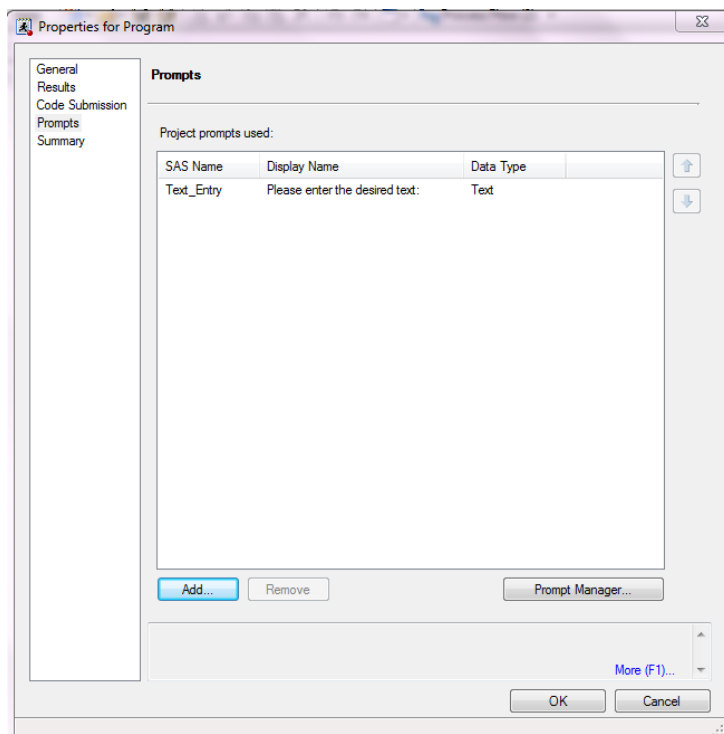 Properties for Program
General
Results
Code Submission
Prompts
Summary
Prompts
Project prompts used:
SAS Name Display Name Data Type
Text_Entry Please enter the desired text: Text
Add... Remove Prompt Manager...
More (F1)...
OK Cancel